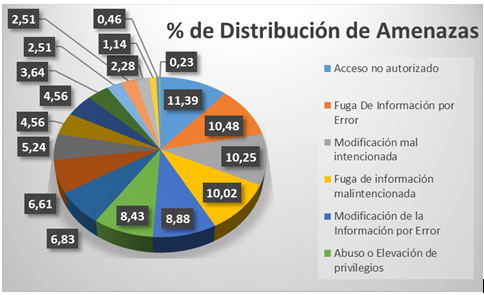 % de Distribución de Amenazas
2,51
0,46
2,51
1,14
3,64
2,28
0,23
4,56
11,39
4,56
10,48
5,24
10,25
6,61
10,02
6,83
8,43
8,88
Acceso no autorizado
Fuga De Información por
Error
Modificación mal
intencionada
Fuga de información
malintencionada
Modificación de la
Información por Error
Abuso o Elevación de
privilegios